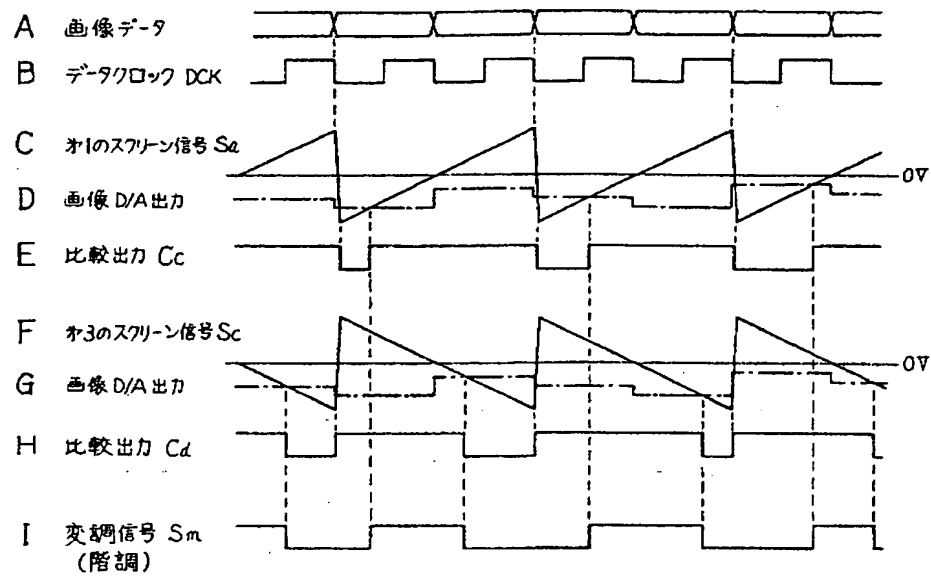 A 画像データ
B データクロック DCK
C 才1のスクリーン信号 Sa
0V
D 画像 D/A 出力
E 比較出力 Cc
F 才3のスクリーン信号 Sc
0V
G 画像 D/A 出力
H 比較出力 Cd
I 変調信号 Sm
(階調)